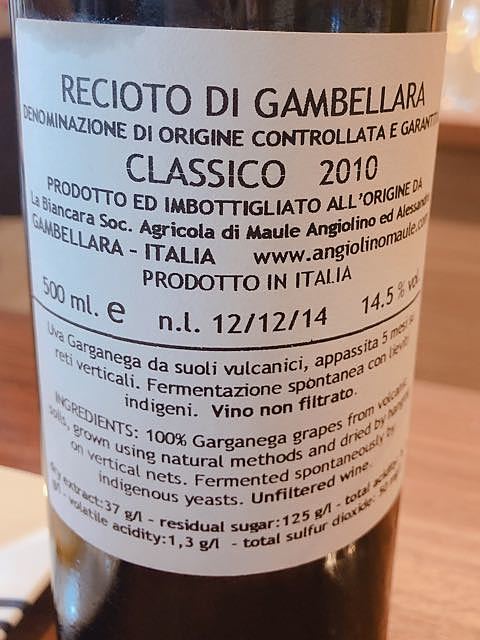 RECIOTO DI GAMBELLARA
DENOMINAZIONE DI ORIGINE CONTROLLATA E
CLASSICO 2010
PRODOTTO ED IMBOTTIGLIATO ALL'ORIGINE DA
La Biancara Soc. Agricola di Maule Angiolino ed
GAMBELLARA - ITALIA www.angiolinomaule.com
PRODOTTO IN ITALIA
500 ml. e n.l. 12/12/14 14.5 % vol.
Uva Garganega da suoli vulcanici, appassita 5 mesi su
reti verticali. Fermentazione spontanea con lieviti
indigeni. Vino non filtrato.
INGREDIENTS: 100% Garganega grapes from volcanic
soils, grown using natural methods and dried by
on vertical nets. Fermented spontaneously by
indigenous yeasts. Unfiltered wine.
dry extract:37 g/l - residual sugar:125 g/l - total
g/l - volatile acidity:1,3 g/l - total sulfur dioxide: